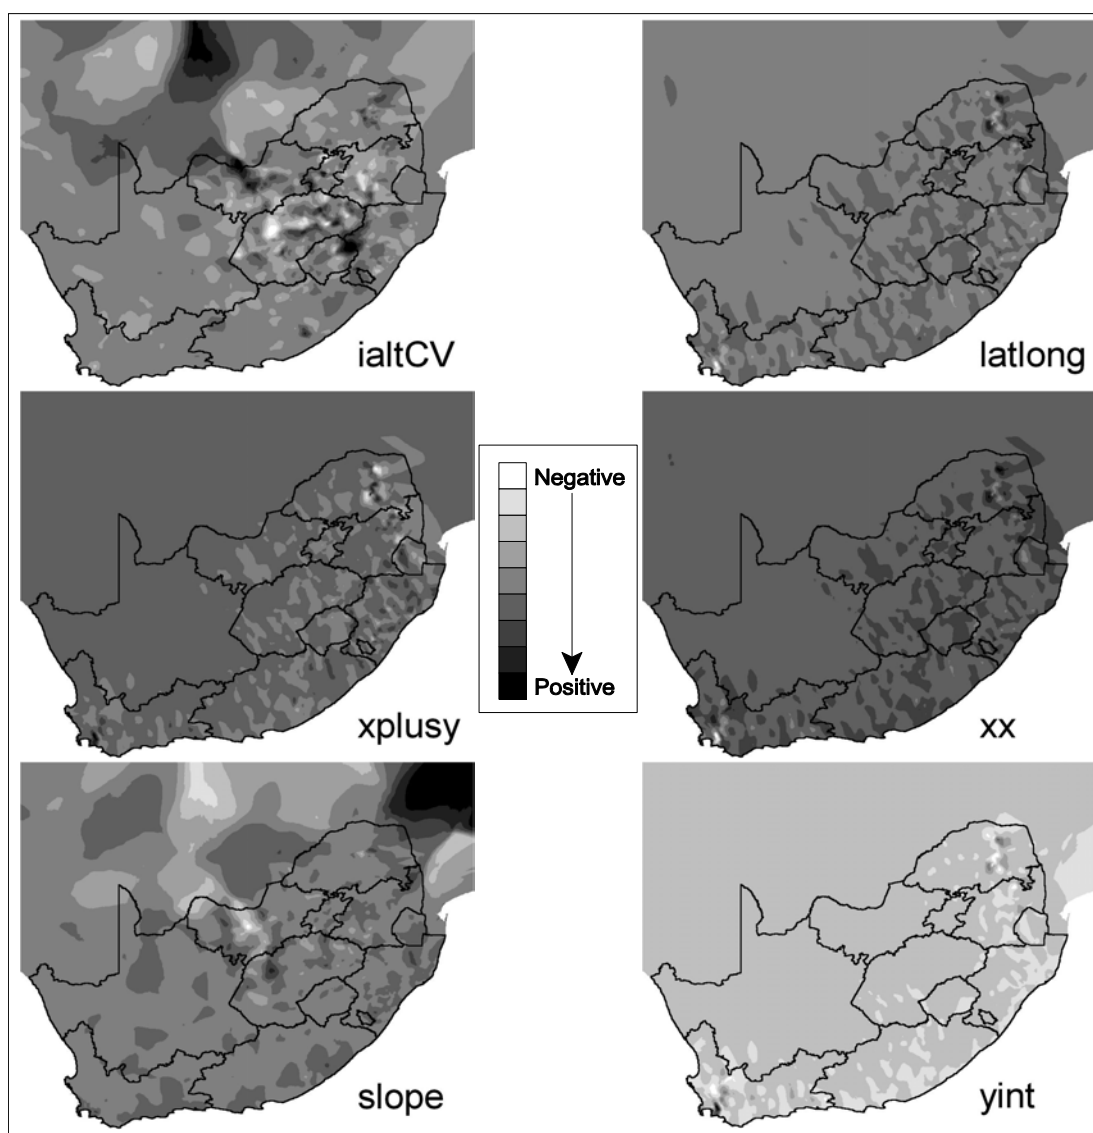 ialtCV
latlong
Negative
Positive
xplusy
xx
slope
yint